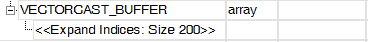 VECTORCAST_BUFFER array
<<Expand Indices: Size 200>>